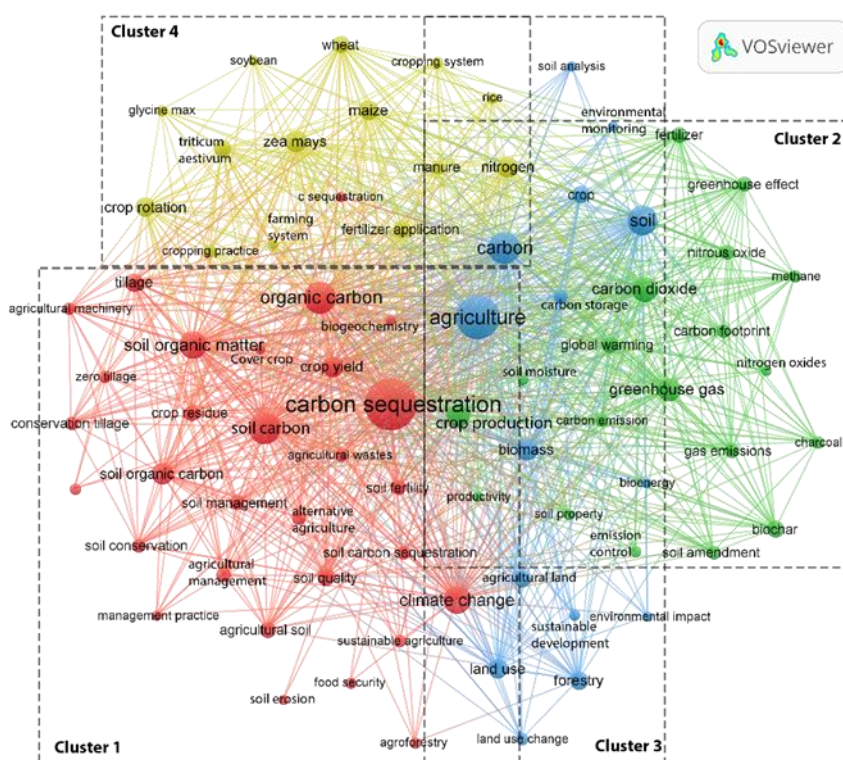 Cluster 4
wheat
VOSviewer
soybean
cropping system
soil analysis
rice
glycine max
maize
environmental
monitoring
fertilizer
Cluster 2
triticum
aestivum
zea mays
manure
nitrogen
greenhouse effect
c sequestration
crop
crop rotation
farming
system
fertilizer application
soil
cropping practice
carbon
nitrous oxide
tillage
methane
agricultural machinery
organic carbon
carbon dioxide
carbon storage
agriculture
biogeochemistry
carbon footprint
soil organic matter
Cover crop
crop yield
global warming
nitrogen oxides
zero tillage
soil moisture
greenhouse gas
carbon sequestration
conservation tillage
crop residue
soil carbon
crop production
carbon emission
charcoal
agricultural wastes
biomass
gas emissions
soil organic carbon
soil fertility
bioenergy
productivity
soil management
alternative
agriculture
soil property
biochar
soil conservation
soil carbon sequestration
emission
control
soil amendment
agricultural
management
soil quality
agricultural land
climate change
management practice
sustainable
development
environmental impact
agricultural soil
sustainable agriculture
land use
forestry
food security
soil erosion
agroforestry
land use change
Cluster 1
Cluster 3